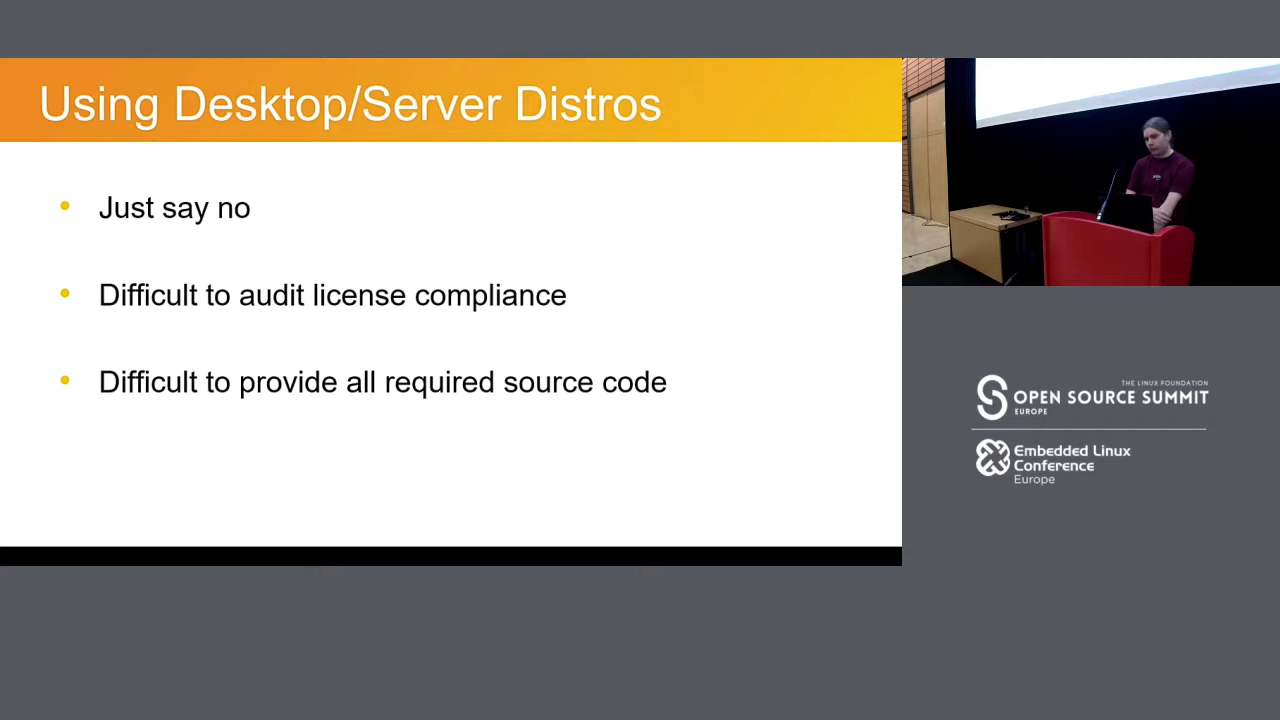 Using Desktop/Server Distros
Just say no
Difficult to audit license compliance
Difficult to provide all required source code
THE LINUX FOUNDATION
OPEN SOURCE SUMMIT
EUROPE
Embedded Linux
Conference
Europe